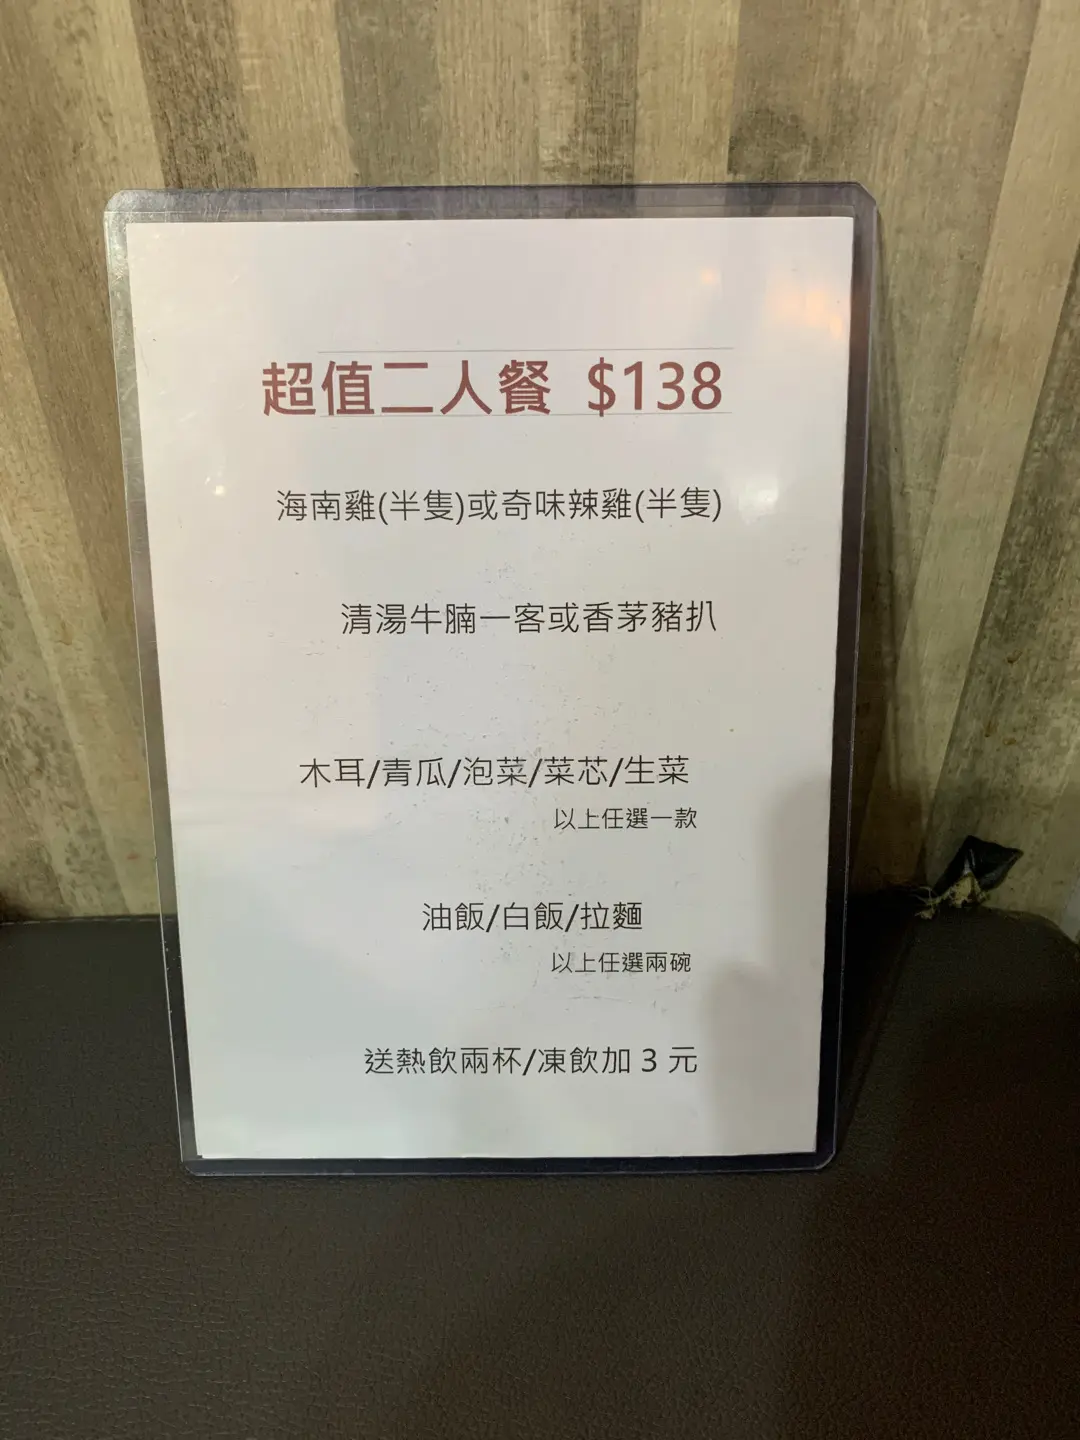 超值二人餐 $138
海南雞(半隻)或奇味辣雞(半隻)
清湯牛腩一客或香茅豬扒
木耳/青瓜/泡菜/菜芯/生菜
以上任選一款
油飯/白飯/拉麵
以上任選兩碗
送熱飲兩杯/凍飲加 3 元